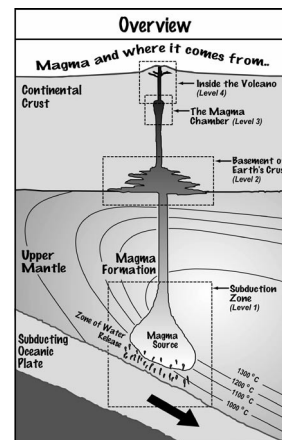 Overview
Magma and where it comes from..
Continental
Crust
Inside the Volcano
(Level 4)
The Magma
Chamber (Level 3)
Basement of
Earth's Crust
(Level 2)
Upper
Mantle
Magma
Formation
Subduction
Zone
(Level 1)
Zone of Water
Release
Magma
Source
Subducting
Oceanic
Plate
1300 °C
1200 °C
1100 °C
1000 °C